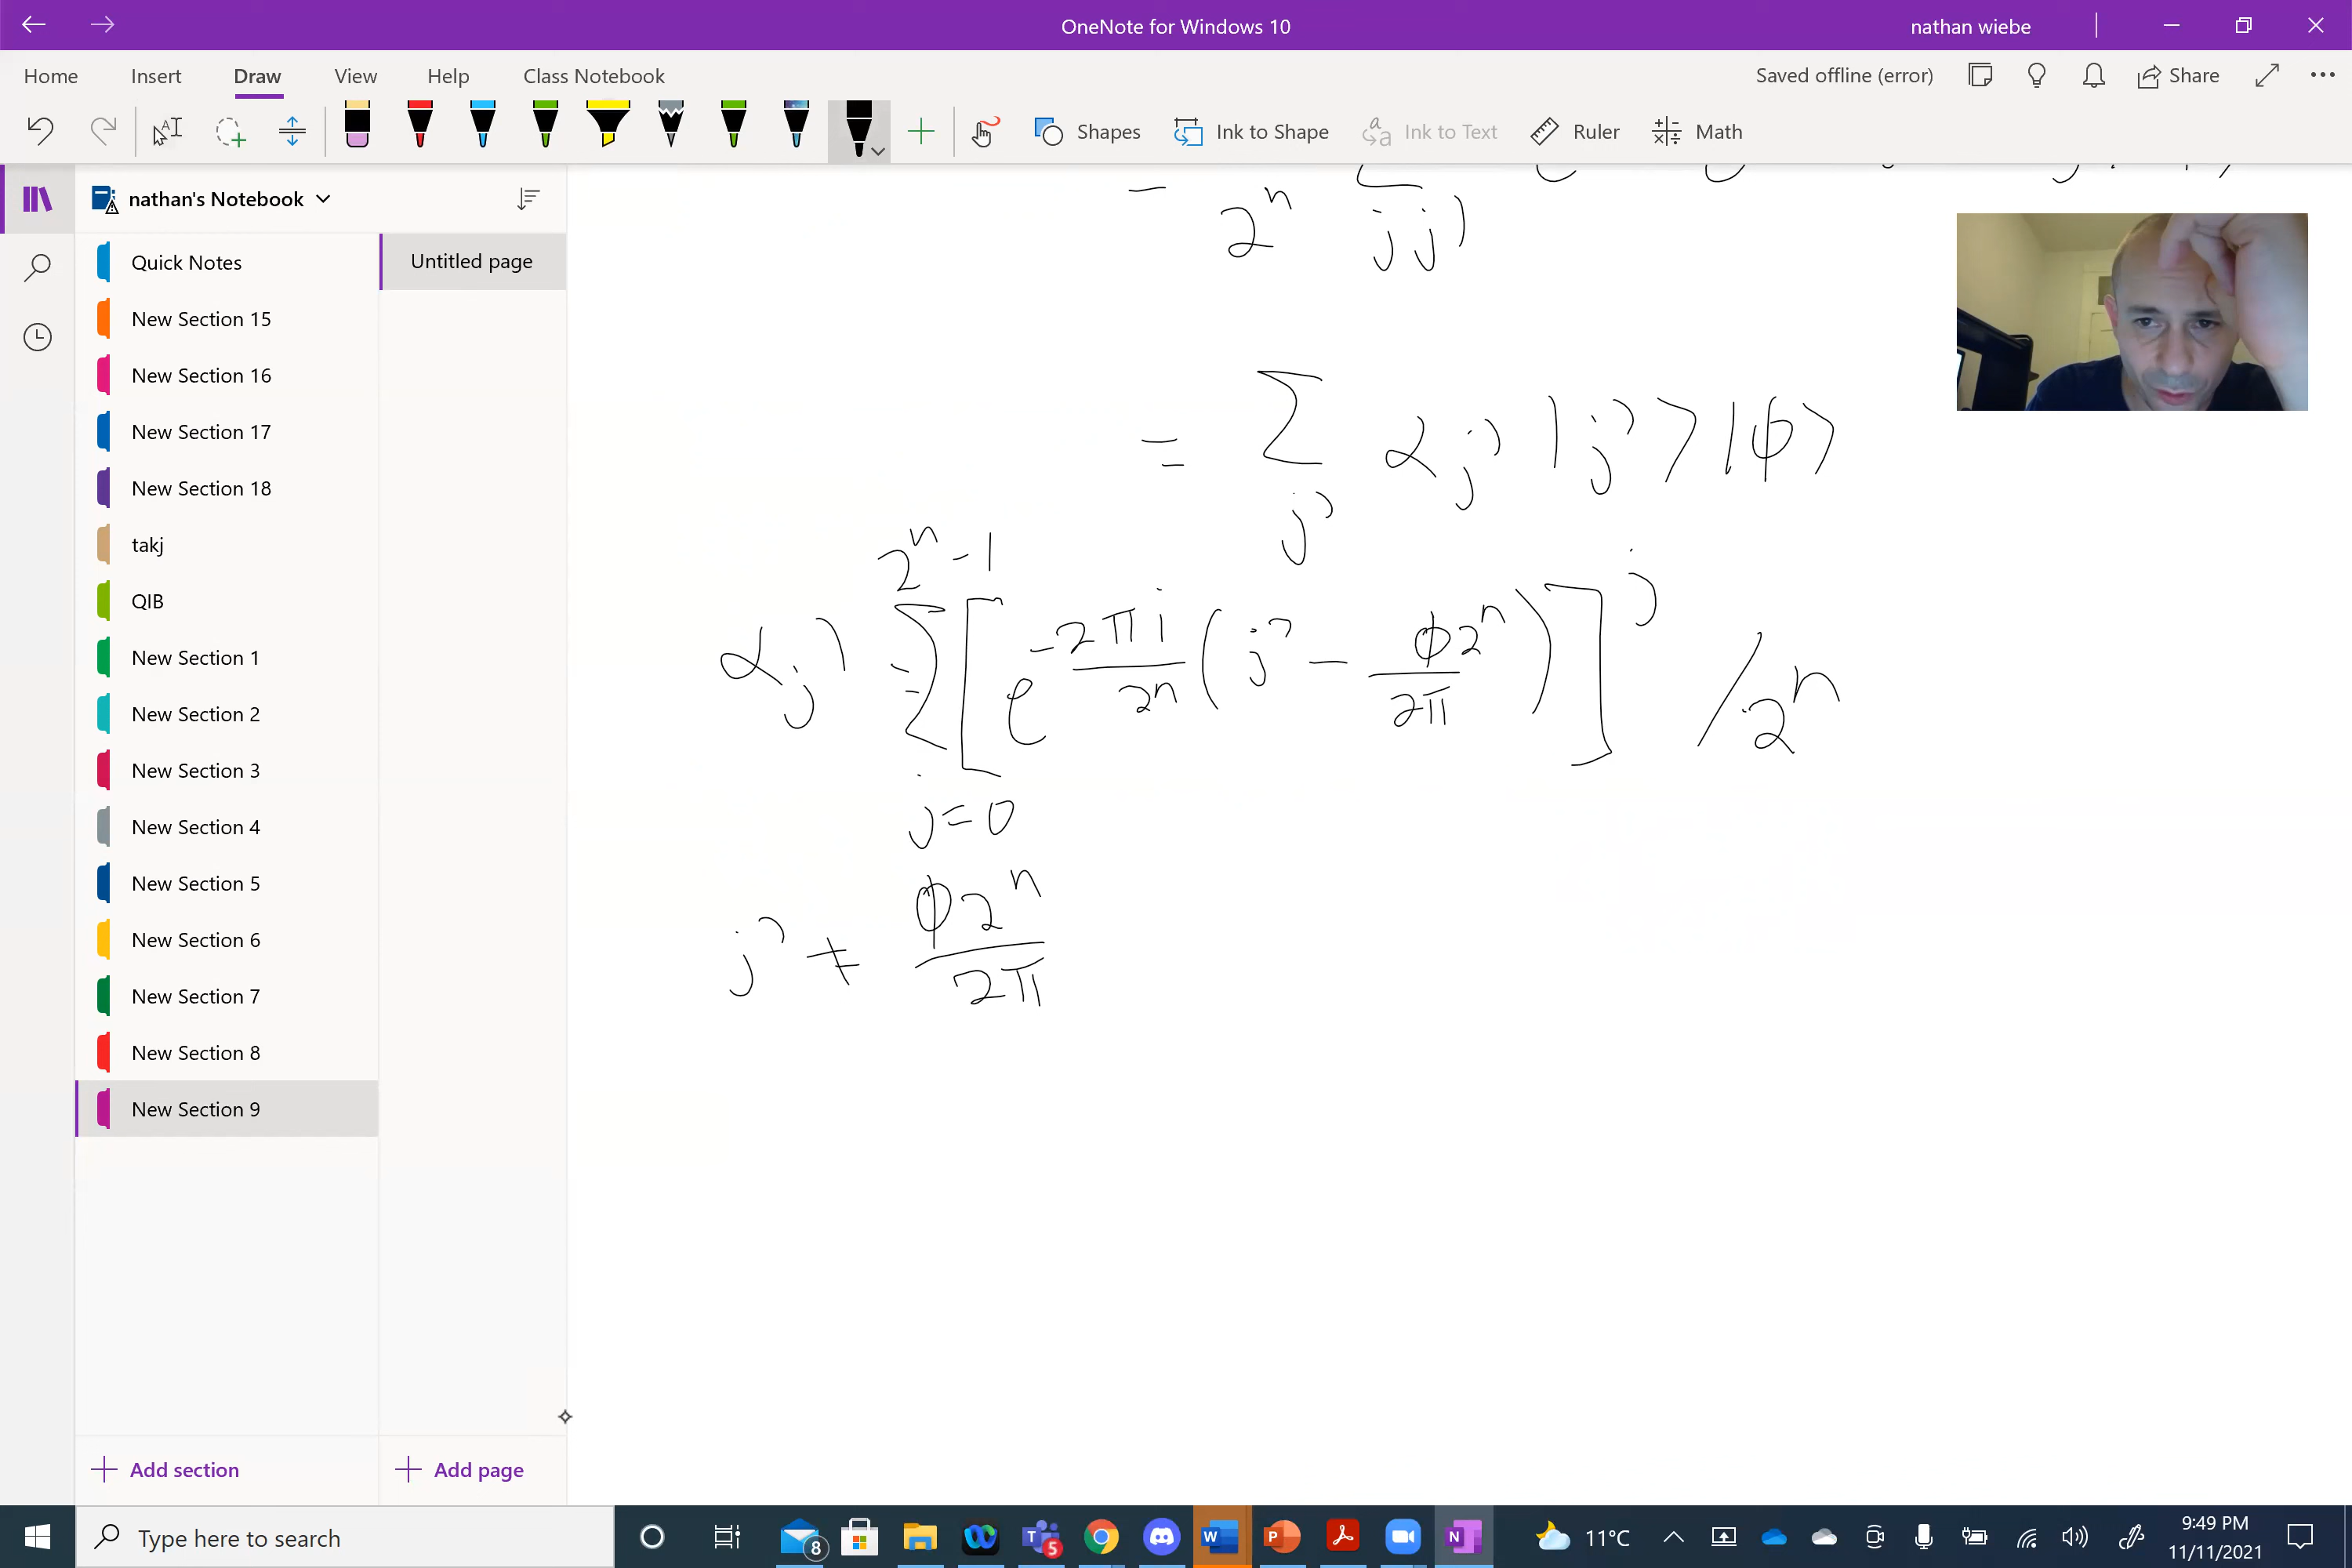 OneNote for Windows 10
nathan wiebe
Home Insert Draw View Help Class Notebook
Saved offline (error)
Share
Shapes
Ink to Shape
Ink to Text
Ruler
Math
nathan's Notebook
Untitled page
Quick Notes
New Section 15
New Section 16
New Section 17
New Section 18
takj
QIB
New Section 1
New Section 2
New Section 3
New Section 4
New Section 5
New Section 6
New Section 7
New Section 8
New Section 9
2^n jj'
= Σ_j' α_j' |j'>|φ>
α_j' = Σ_{j=0}^{2^n-1} [e^{-2πi/2^n (j' - φ2^n/2π)}]^j / 2^n
j' ≠ φ2^n/2π
Add section
Add page
Type here to search
8
5
11°C
9:49 PM
11/11/2021